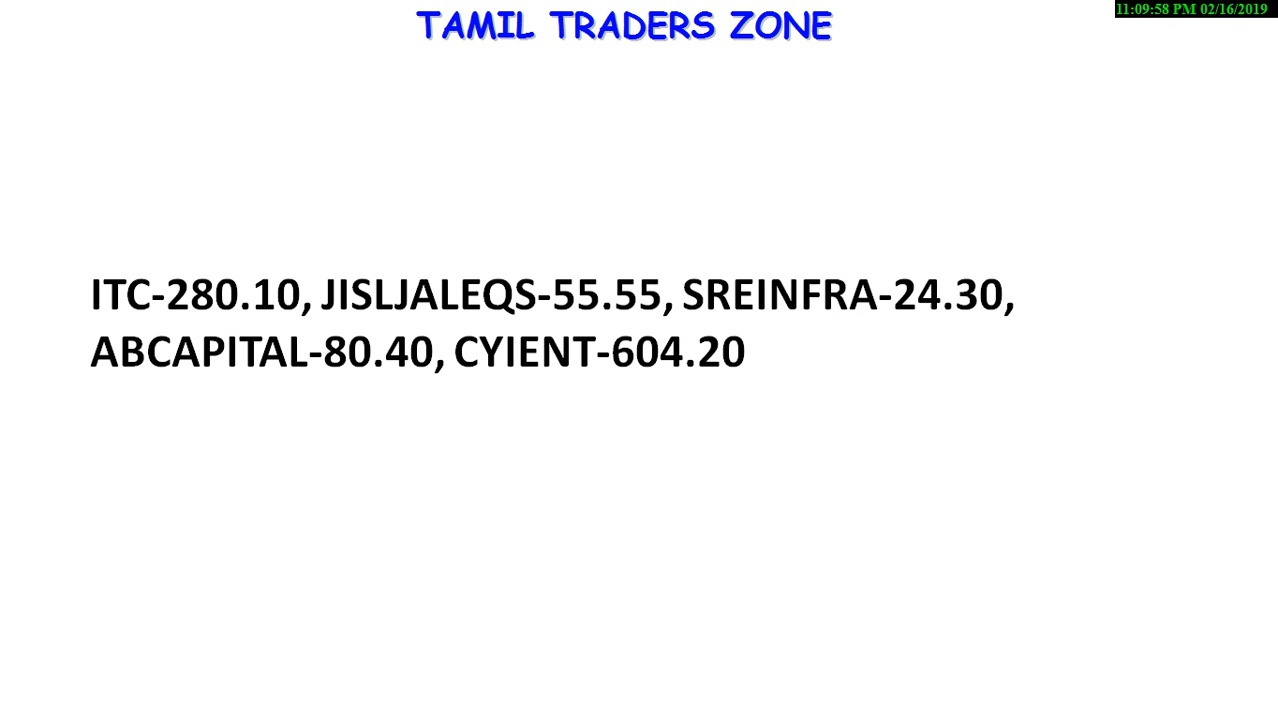 TAMIL TRADERS ZONE
11:09:58 PM 02/16/2019
ITC-280.10, JISLJALEQS-55.55, SREINFRA-24.30,
ABCAPITAL-80.40, CYIENT-604.20